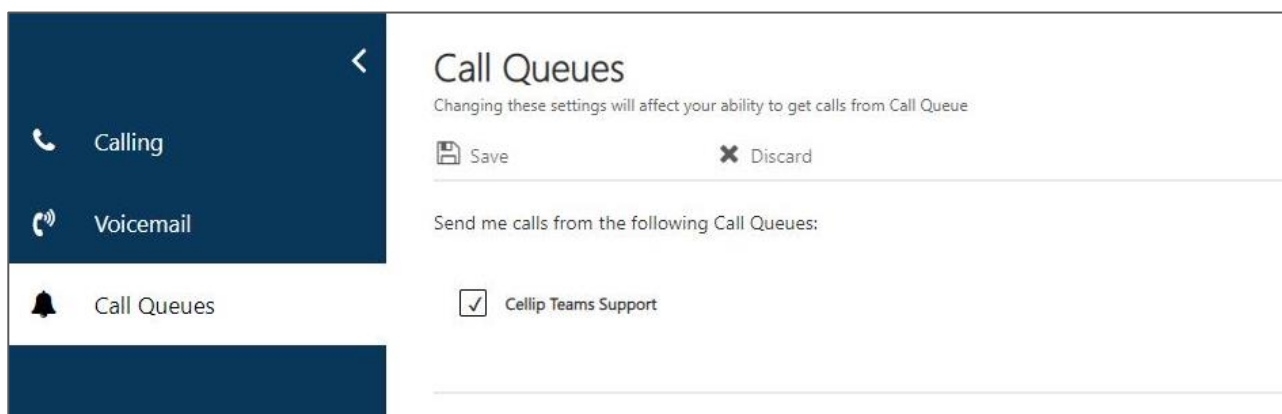 Calling
Voicemail
Call Queues
Call Queues
Changing these settings will affect your ability to get calls from Call Queue
Save Discard
Send me calls from the following Call Queues:
Cellip Teams Support